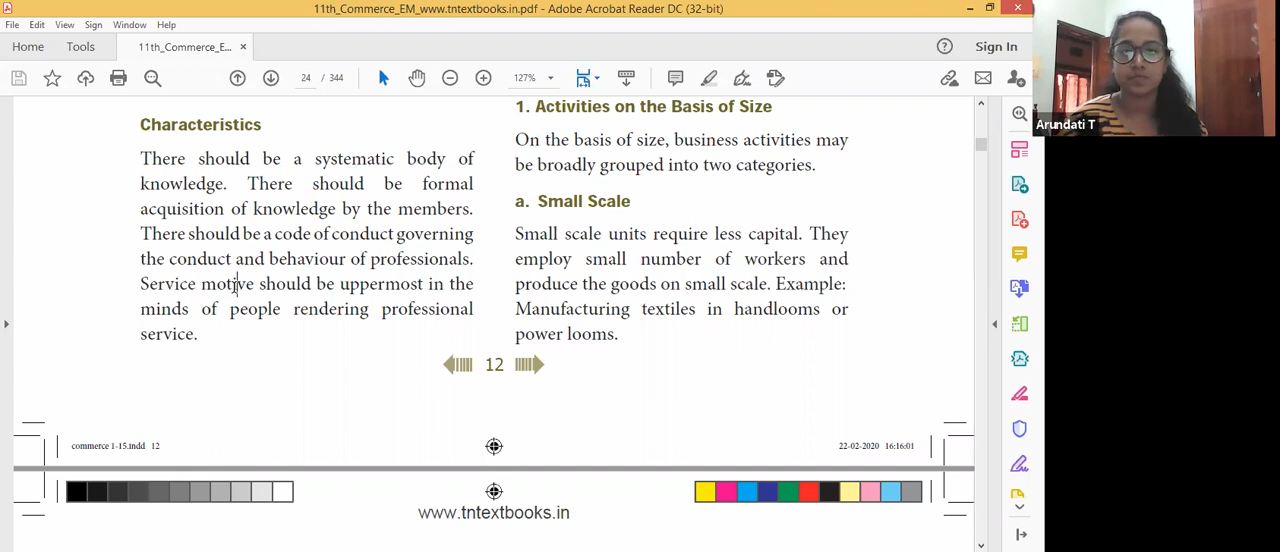 11th_Commerce_EM_www.tntextbooks.in.pdf - Adobe Acrobat Reader DC (32-bit)
File Edit View Sign Window Help
Home Tools 11th_Commerce_E... × Sign In
24 / 344 127%
Arundati T
Characteristics
There should be a systematic body of
knowledge. There should be formal
acquisition of knowledge by the members.
There should be a code of conduct governing
the conduct and behaviour of professionals.
Service motive should be uppermost in the
minds of people rendering professional
service.
1. Activities on the Basis of Size
On the basis of size, business activities may
be broadly grouped into two categories.
a. Small Scale
Small scale units require less capital. They
employ small number of workers and
produce the goods on small scale. Example:
Manufacturing textiles in handlooms or
power looms.
12
commerce 1-15.indd 12 22-02-2020 16:16:01
www.tntextbooks.in